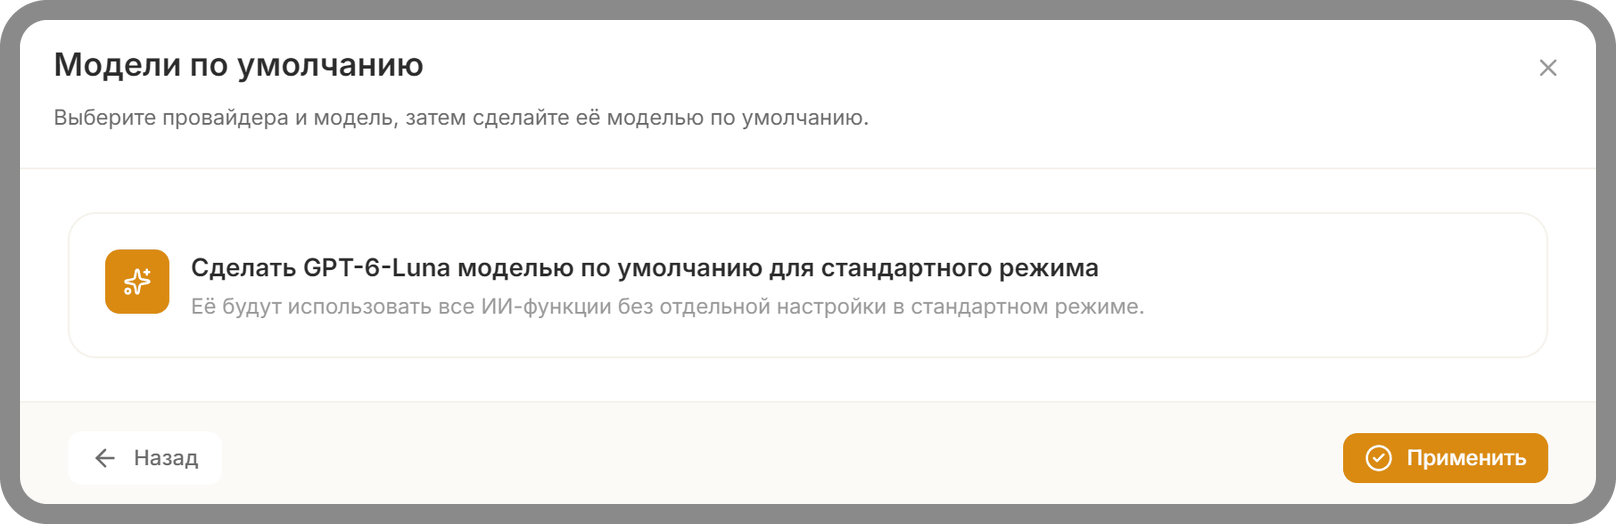 Модели по умолчанию
Выберите провайдера и модель, затем сделайте её моделью по умолчанию.
Сделать GPT-6-Luna моделью по умолчанию для стандартного режима
Её будут использовать все ИИ-функции без отдельной настройки в стандартном режиме.
Назад
Применить